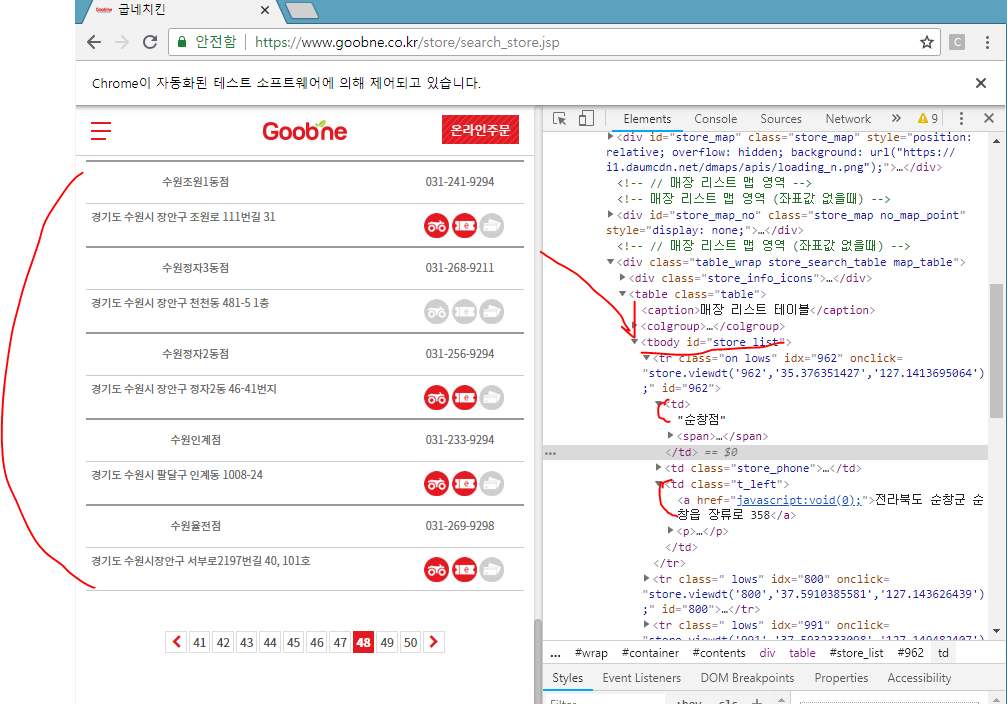 Goobne 굽네치킨
안전함 https://www.goobne.co.kr/store/search_store.jsp
C
Chrome이 자동화된 테스트 소프트웨어에 의해 제어되고 있습니다.
Goobne 온라인주문
수원조원1동점 031-241-9294
경기도 수원시 장안구 조원로 111번길 31
수원정자3동점 031-268-9211
경기도 수원시 장안구 천천동 481-5 1층
수원정자2동점 031-256-9294
경기도 수원시 장안구 정자2동 46-41번지
수원인계점 031-233-9294
경기도 수원시 팔달구 인계동 1008-24
수원율전점 031-269-9298
경기도 수원시장안구 서부로2197번길 40, 101호
41 42 43 44 45 46 47 48 49 50
Elements Console Sources Network » 9
<div id="store_map" class="store_map" style="position:
relative; overflow: hidden; background: url("https://
i1.daumcdn.net/dmaps/apis/loading_n.png");">…</div>
<!-- // 매장 리스트 맵 영역 -->
<!-- 매장 리스트 맵 영역 (좌표값 없을때) -->
<div id="store_map_no" class="store_map no_map_point"
style="display: none;">…</div>
<!-- // 매장 리스트 맵 영역 (좌표값 없을때) -->
<div class="table_wrap store_search_table map_table">
<div class="store_info_icons">…</div>
<table class="table">
<caption>매장 리스트 테이블</caption>
<colgroup>…</colgroup>
<tbody id="store_list">
<tr class="on lows" idx="962" onclick=
"store.viewdt('962','35.376351427','127.1413695064')
;" id="962">
<td>
"순창점"
<span>…</span>
</td> == $0
<td class="store_phone">…</td>
<td class="t_left">
<a href="javascript:void(0);">전라북도 순창군 순
창읍 장류로 358</a>
<p>…</p>
</td>
</tr>
<tr class=" lows" idx="800" onclick=
"store.viewdt('800','37.5910385581','127.143626439')
;" id="800">…</tr>
<tr class=" lows" idx="991" onclick=
"store.viewdt('991','37.5932333098','127.149482407')
... #wrap #container #contents div table #store_list #962 td
Styles Event Listeners DOM Breakpoints Properties Accessibility
Filter :hov .cls +